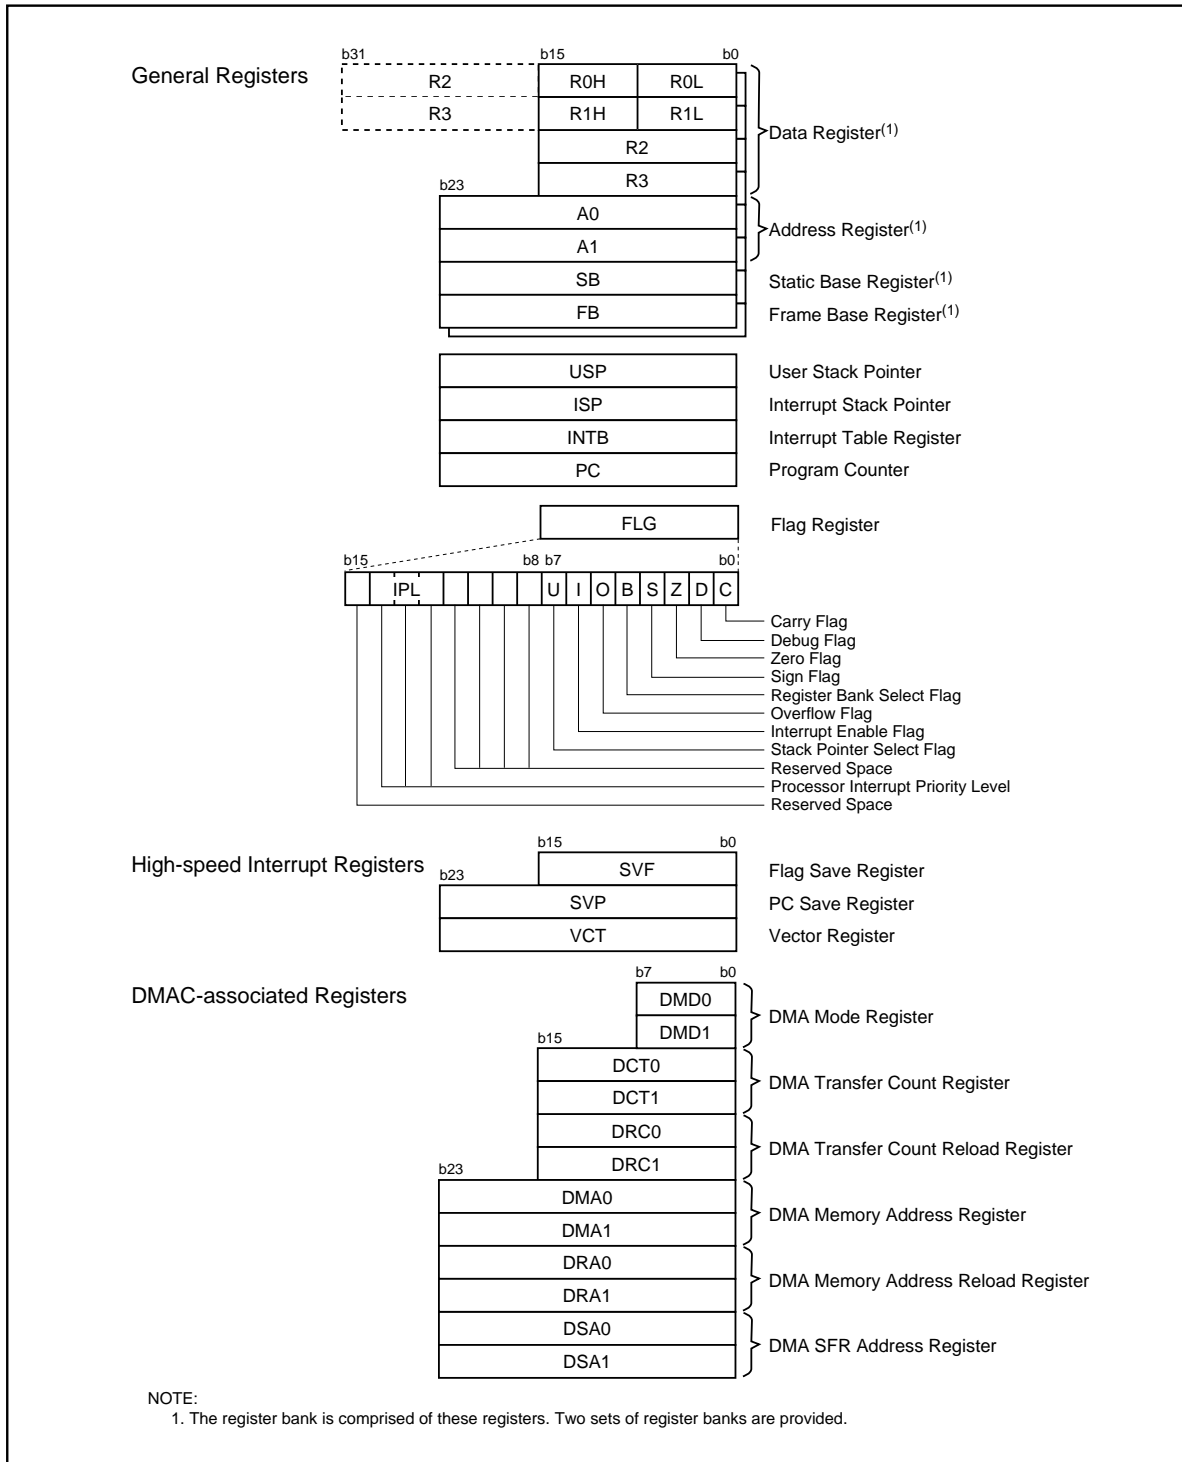 b31 b15 b0
General Registers R2 R0H R0L
R3 R1H R1L
Data Register(1)
R2
b23 R3
A0
Address Register(1)
A1
SB Static Base Register(1)
FB Frame Base Register(1)
USP User Stack Pointer
ISP Interrupt Stack Pointer
INTB Interrupt Table Register
PC Program Counter
FLG Flag Register
b15 b8 b7 b0
IPL U I O B S Z D C
Carry Flag
Debug Flag
Zero Flag
Sign Flag
Register Bank Select Flag
Overflow Flag
Interrupt Enable Flag
Stack Pointer Select Flag
Reserved Space
Processor Interrupt Priority Level
Reserved Space
b15 b0
High-speed Interrupt Registers b23 SVF Flag Save Register
SVP PC Save Register
VCT Vector Register
b7 b0
DMAC-associated Registers DMD0
DMA Mode Register
b15 DMD1
DCT0
DMA Transfer Count Register
DCT1
DRC0
DMA Transfer Count Reload Register
b23 DRC1
DMA0
DMA Memory Address Register
DMA1
DRA0
DMA Memory Address Reload Register
DRA1
DSA0
DMA SFR Address Register
DSA1
NOTE:
1. The register bank is comprised of these registers. Two sets of register banks are provided.